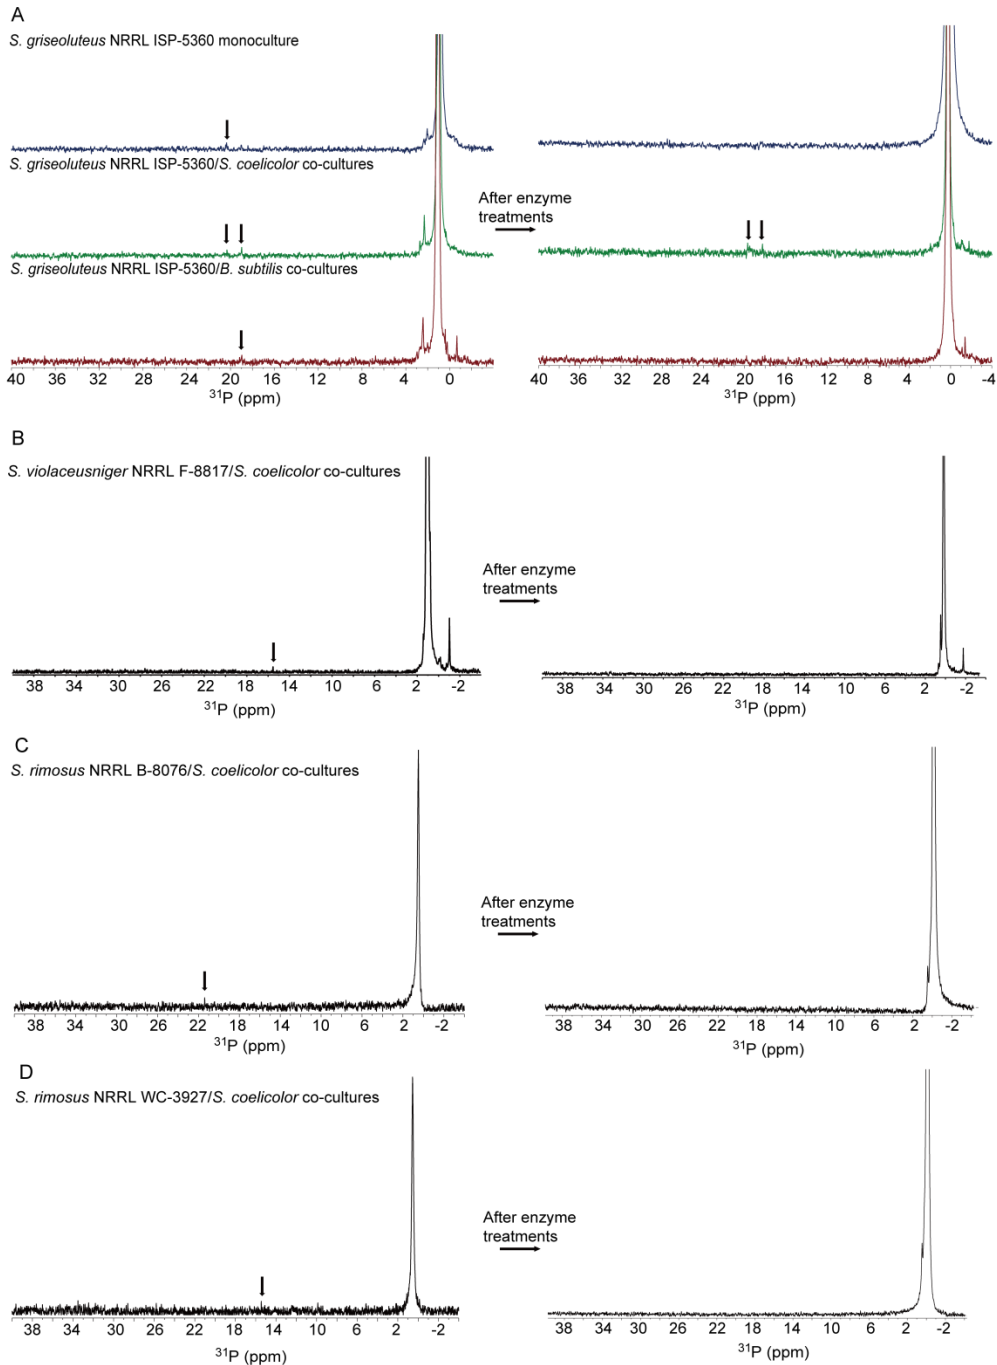 A
S. griseoluteus NRRL ISP-5360 monoculture
S. griseoluteus NRRL ISP-5360/S. coelicolor co-cultures
After enzyme
treatments
S. griseoluteus NRRL ISP-5360/B. subtilis co-cultures
40 36 32 28 24 20 16 12 8 4 0
40 36 32 28 24 20 16 12 8 4 0 -4
31P (ppm)
31P (ppm)
B
S. violaceusniger NRRL F-8817/S. coelicolor co-cultures
After enzyme
treatments
38 34 30 26 22 18 14 10 6 2 -2
38 34 30 26 22 18 14 10 6 2 -2
31P (ppm)
31P (ppm)
C
S. rimosus NRRL B-8076/S. coelicolor co-cultures
After enzyme
treatments
38 34 30 26 22 18 14 10 6 2 -2
38 34 30 26 22 18 14 10 6 2 -2
31P (ppm)
31P (ppm)
D
S. rimosus NRRL WC-3927/S. coelicolor co-cultures
After enzyme
treatments
38 34 30 26 22 18 14 10 6 2 -2
38 34 30 26 22 18 14 10 6 2 -2
31P (ppm)
31P (ppm)